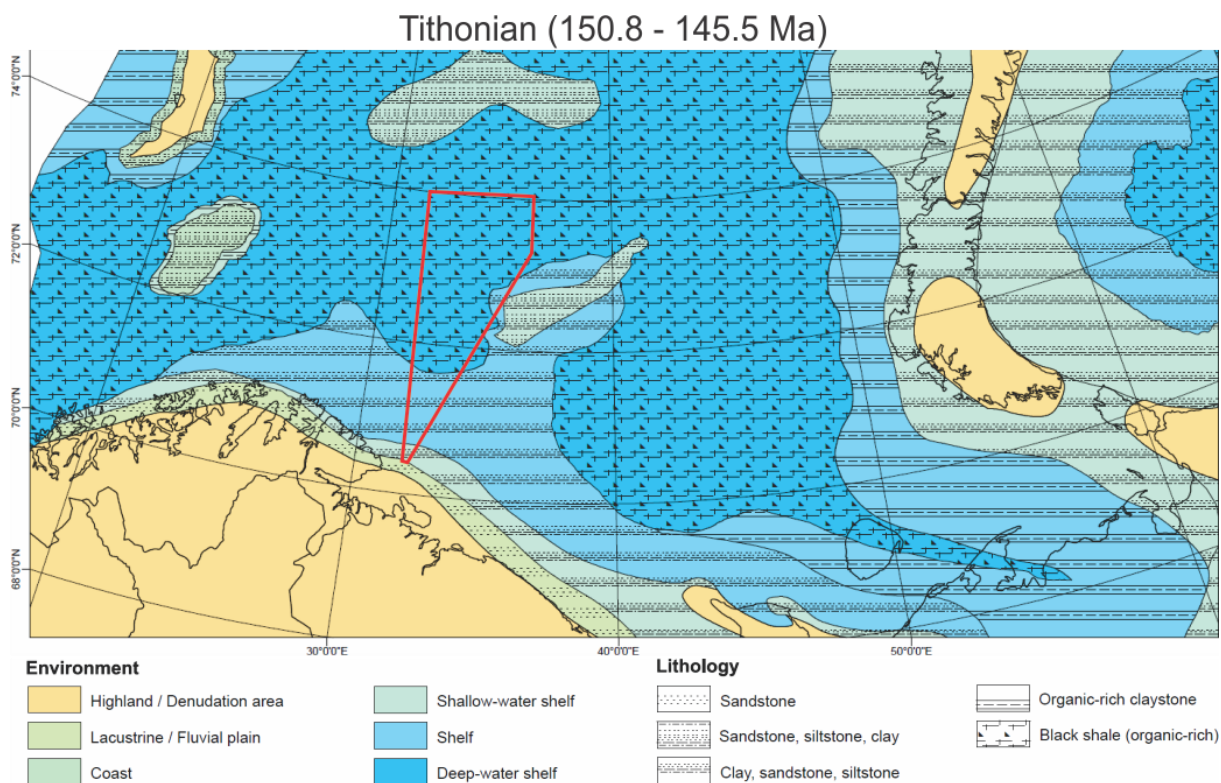 Tithonian (150.8 - 145.5 Ma)
74°0'0"N
72°0'0"N
70°0'0"N
68°0'0"N
30°0'0"E
40°0'0"E
50°0'0"E
Environment
Highland / Denudation area
Lacustrine / Fluvial plain
Coast
Shallow-water shelf
Shelf
Deep-water shelf
Lithology
Sandstone
Sandstone, siltstone, clay
Clay, sandstone, siltstone
Organic-rich claystone
Black shale (organic-rich)